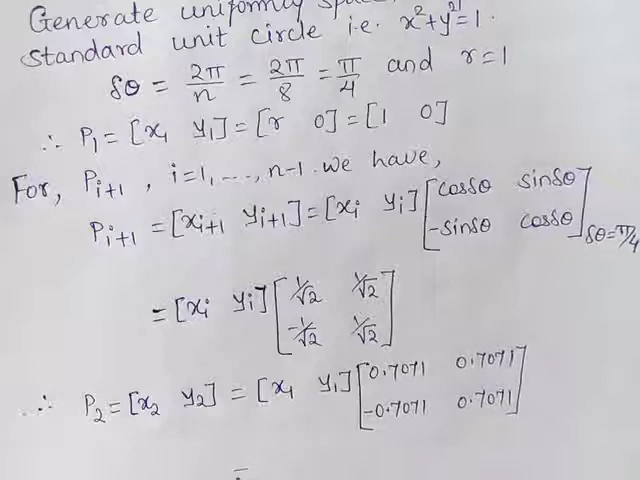 Generate uniformly
standard unit circle i.e. x²+y²=1.
δθ = 2π/n = 2π/8 = π/4 and r=1
∴ P₁ = [x₁ y₁] = [r 0] = [1 0]
For, Pᵢ₊₁, i=1, ..., n-1. we have,
Pᵢ₊₁ = [xᵢ₊₁ yᵢ₊₁] = [xᵢ yᵢ] [cosδθ sinδθ
-sinδθ cosδθ]δθ=π/4
= [xᵢ yᵢ] [1/√2 1/√2
-1/√2 1/√2]
∴ P₂ = [x₂ y₂] = [x₁ y₁] [0.7071 0.7071
-0.7071 0.7071]